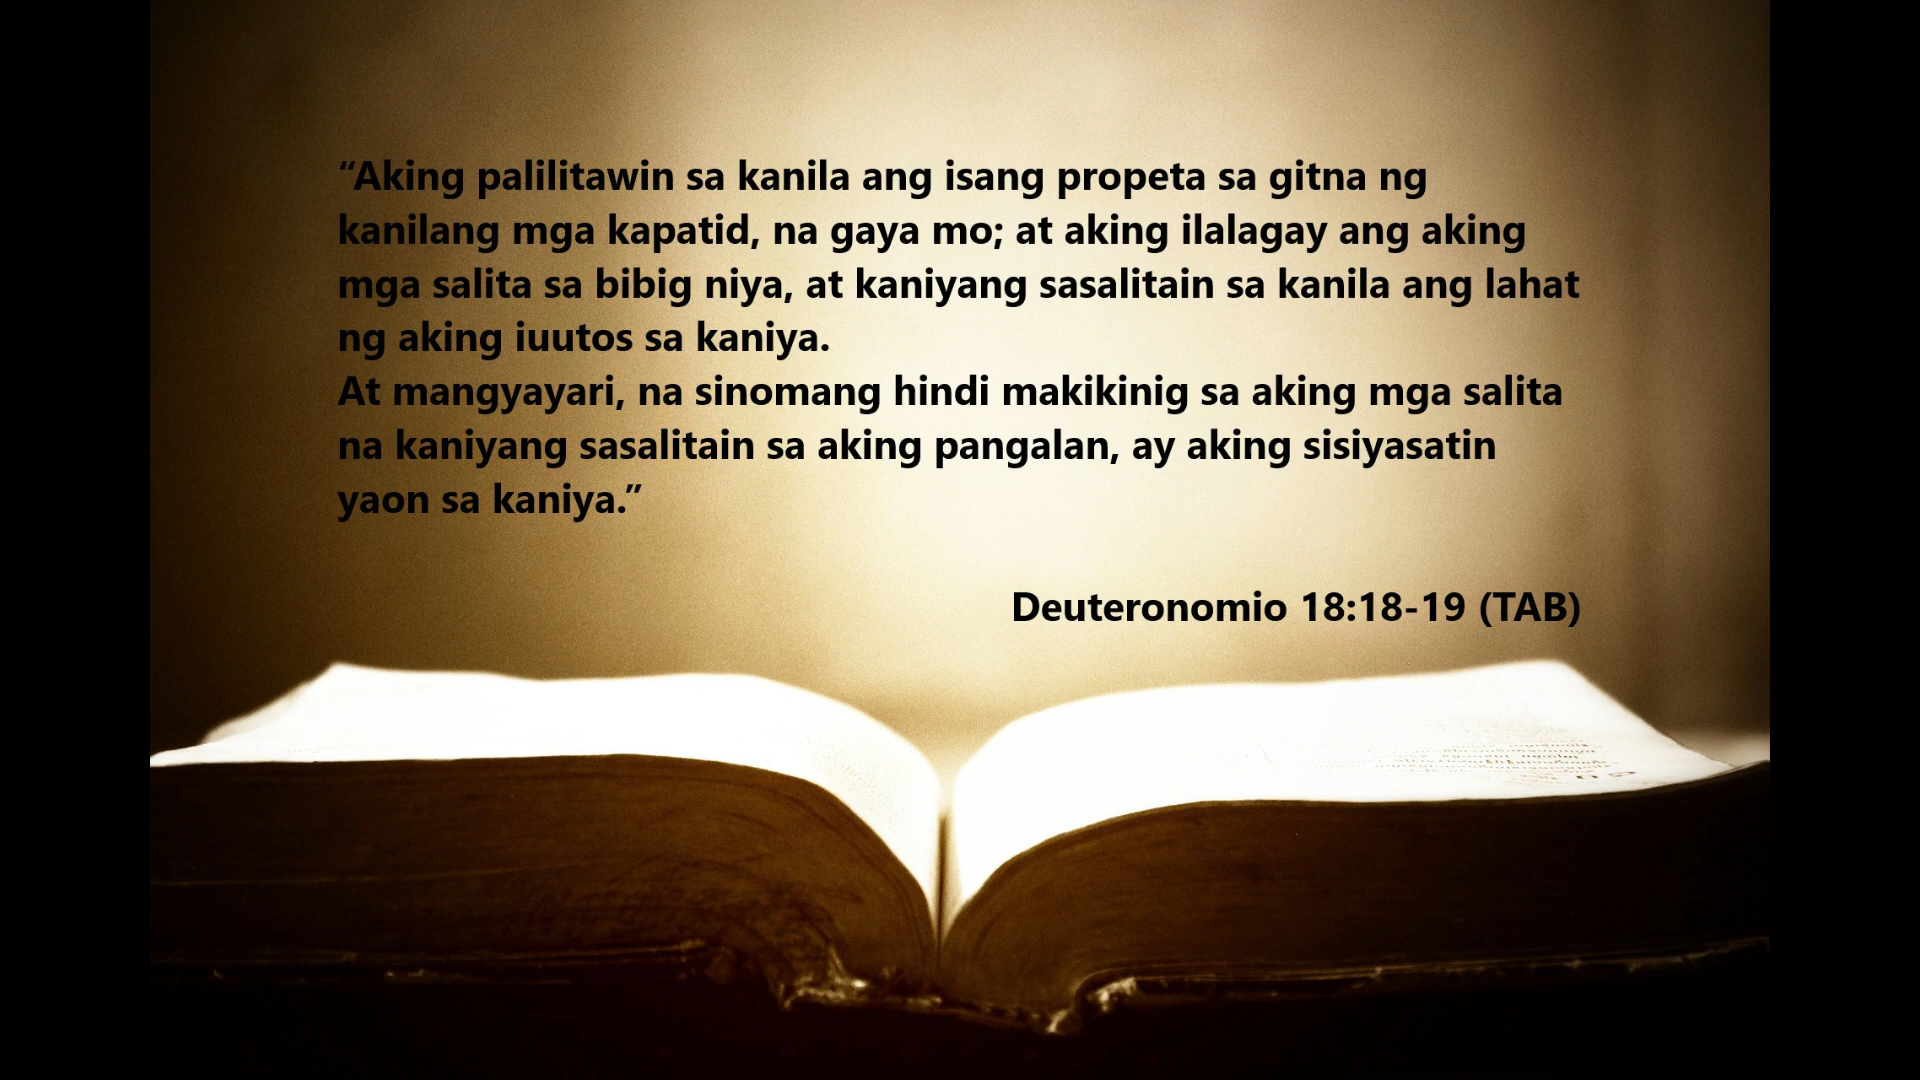 “Aking palilitawin sa kanila ang isang propeta sa gitna ng
kanilang mga kapatid, na gaya mo; at aking ilalagay ang aking
mga salita sa bibig niya, at kaniyang sasalitain sa kanila ang lahat
ng aking iuutos sa kaniya.
At mangyayari, na sinomang hindi makikinig sa aking mga salita
na kaniyang sasalitain sa aking pangalan, ay aking sisiyasatin
yaon sa kaniya.”
Deuteronomio 18:18-19 (TAB)